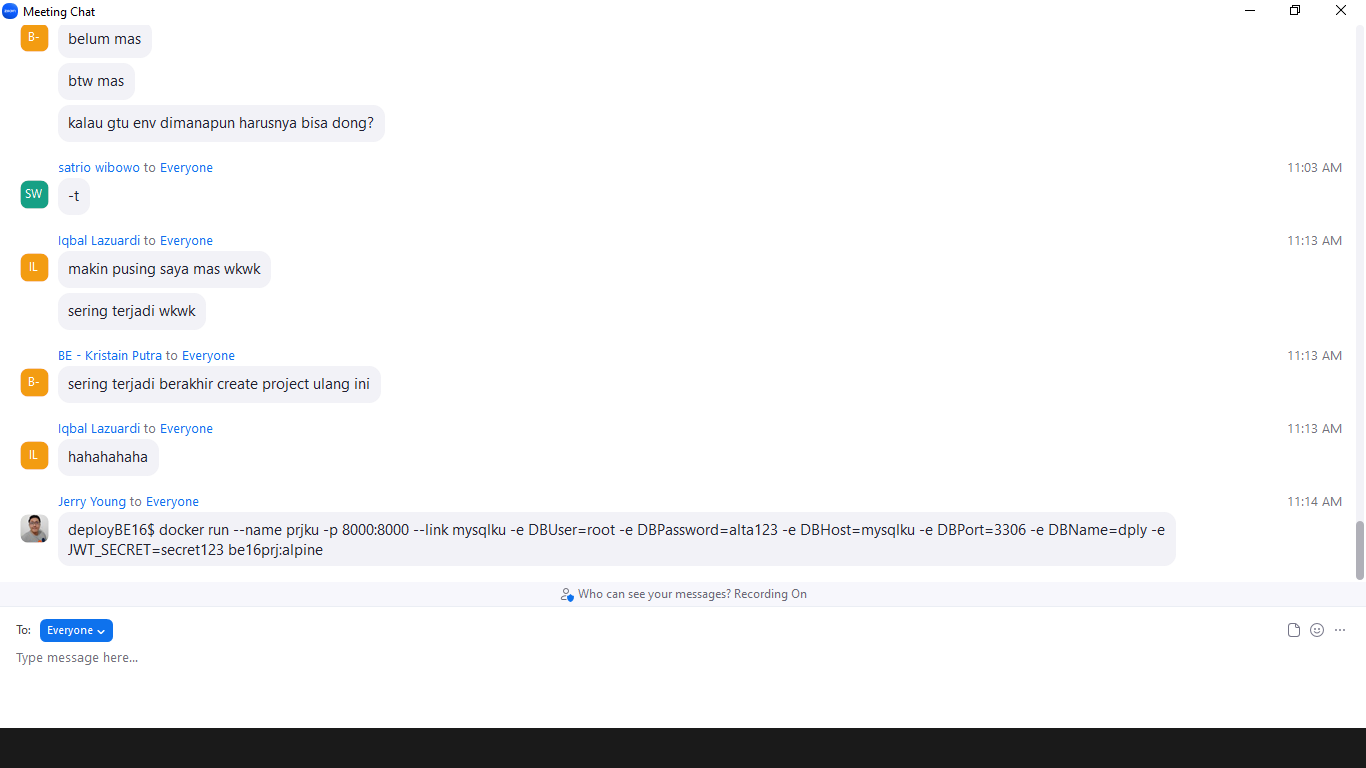 Meeting Chat
B-
belum mas
btw mas
kalau gtu env dimanapun harusnya bisa dong?
satrio wibowo to Everyone
11:03 AM
SW
-t
Iqbal Lazuardi to Everyone
11:13 AM
IL
makin pusing saya mas wkwk
sering terjadi wkwk
BE - Kristain Putra to Everyone
11:13 AM
B-
sering terjadi berakhir create project ulang ini
Iqbal Lazuardi to Everyone
11:13 AM
IL
hahahahaha
Jerry Young to Everyone
11:14 AM
deployBE16$ docker run --name prjku -p 8000:8000 --link mysqlku -e DBUser=root -e DBPassword=alta123 -e DBHost=mysqlku -e DBPort=3306 -e DBName=dply -e
JWT_SECRET=secret123 be16prj:alpine
Who can see your messages? Recording On
To: Everyone
Type message here...